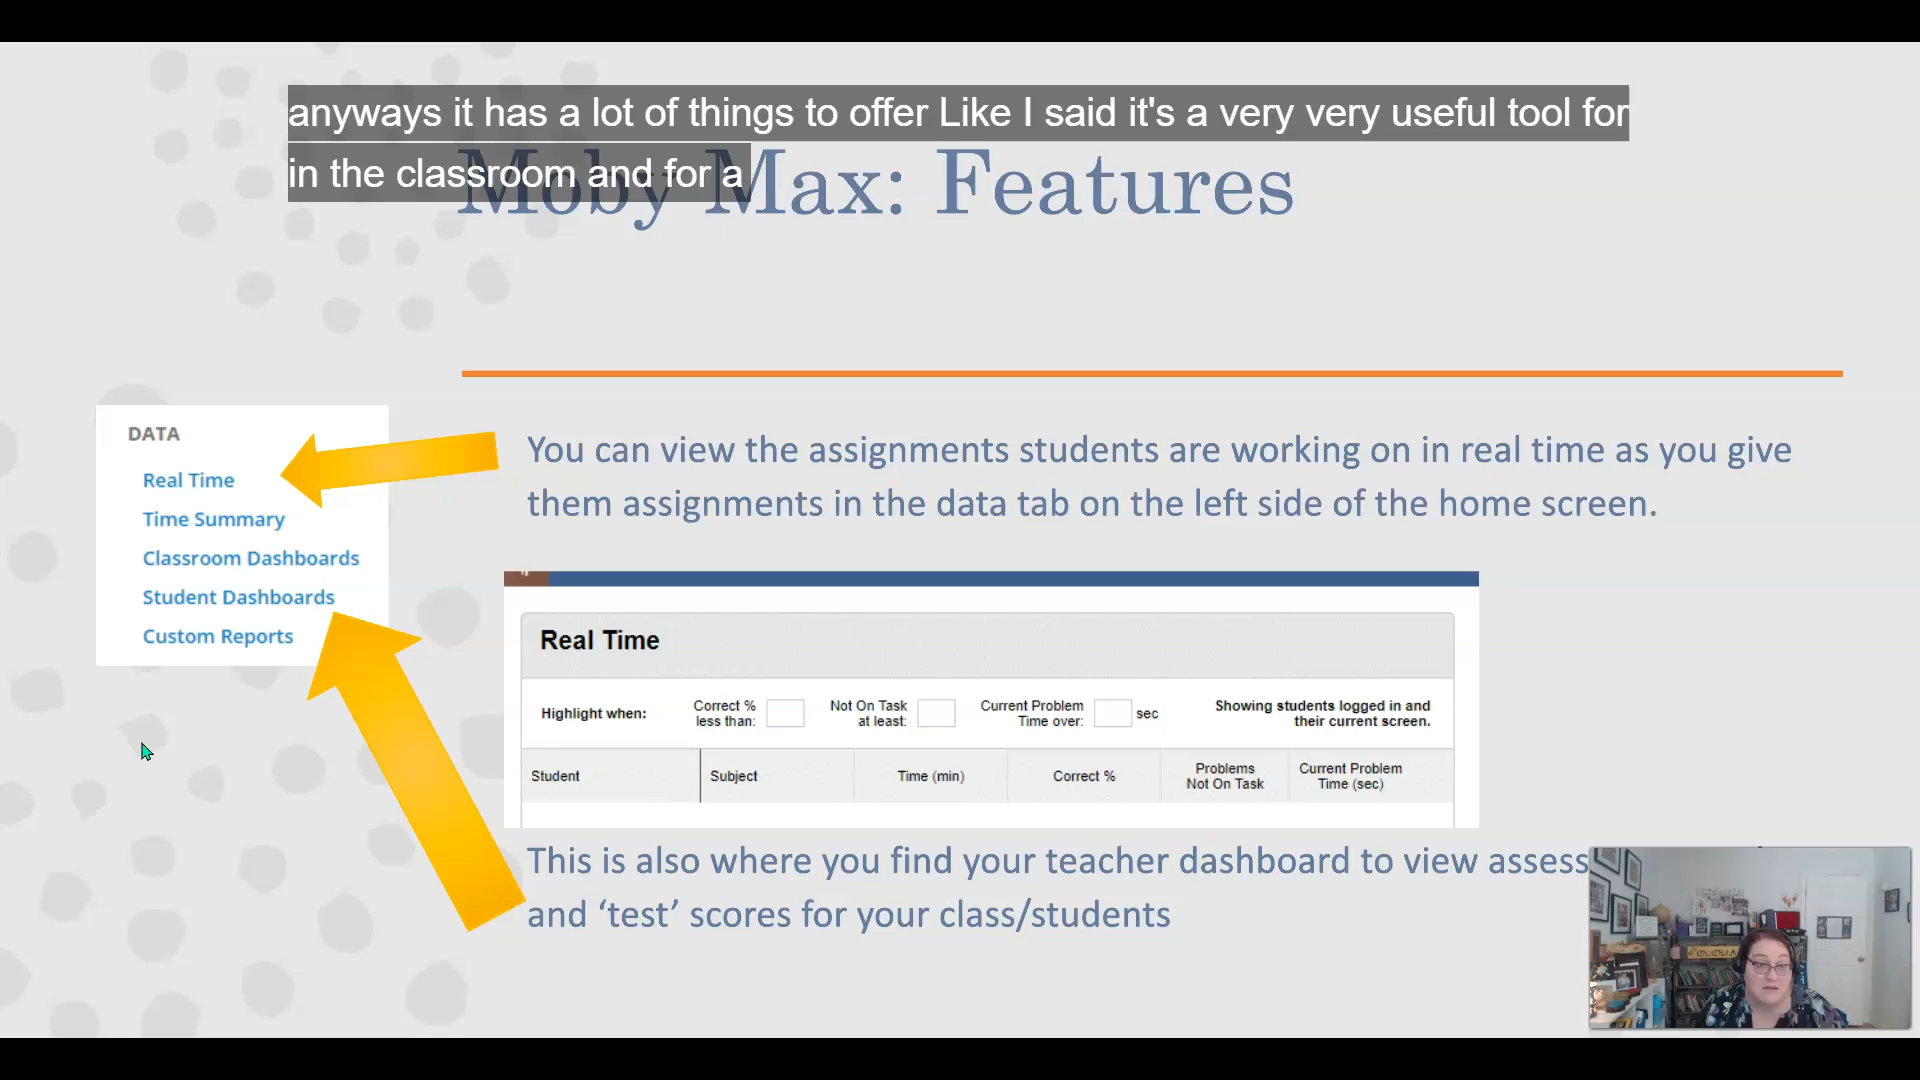 anyways it has a lot of things to offer Like I said it's a very very useful tool for
in the classroom and for a
Moby Max: Features
DATA
Real Time
Time Summary
Classroom Dashboards
Student Dashboards
Custom Reports
You can view the assignments students are working on in real time as you give
them assignments in the data tab on the left side of the home screen.
Real Time
Highlight when:
Correct %
less than:
Not On Task
at least:
Current Problem
Time over:
sec
Showing students logged in and
their current screen.
Student
Subject
Time (min)
Correct %
Problems
Not On Task
Current Problem
Time (sec)
This is also where you find your teacher dashboard to view assess
and ‘test’ scores for your class/students